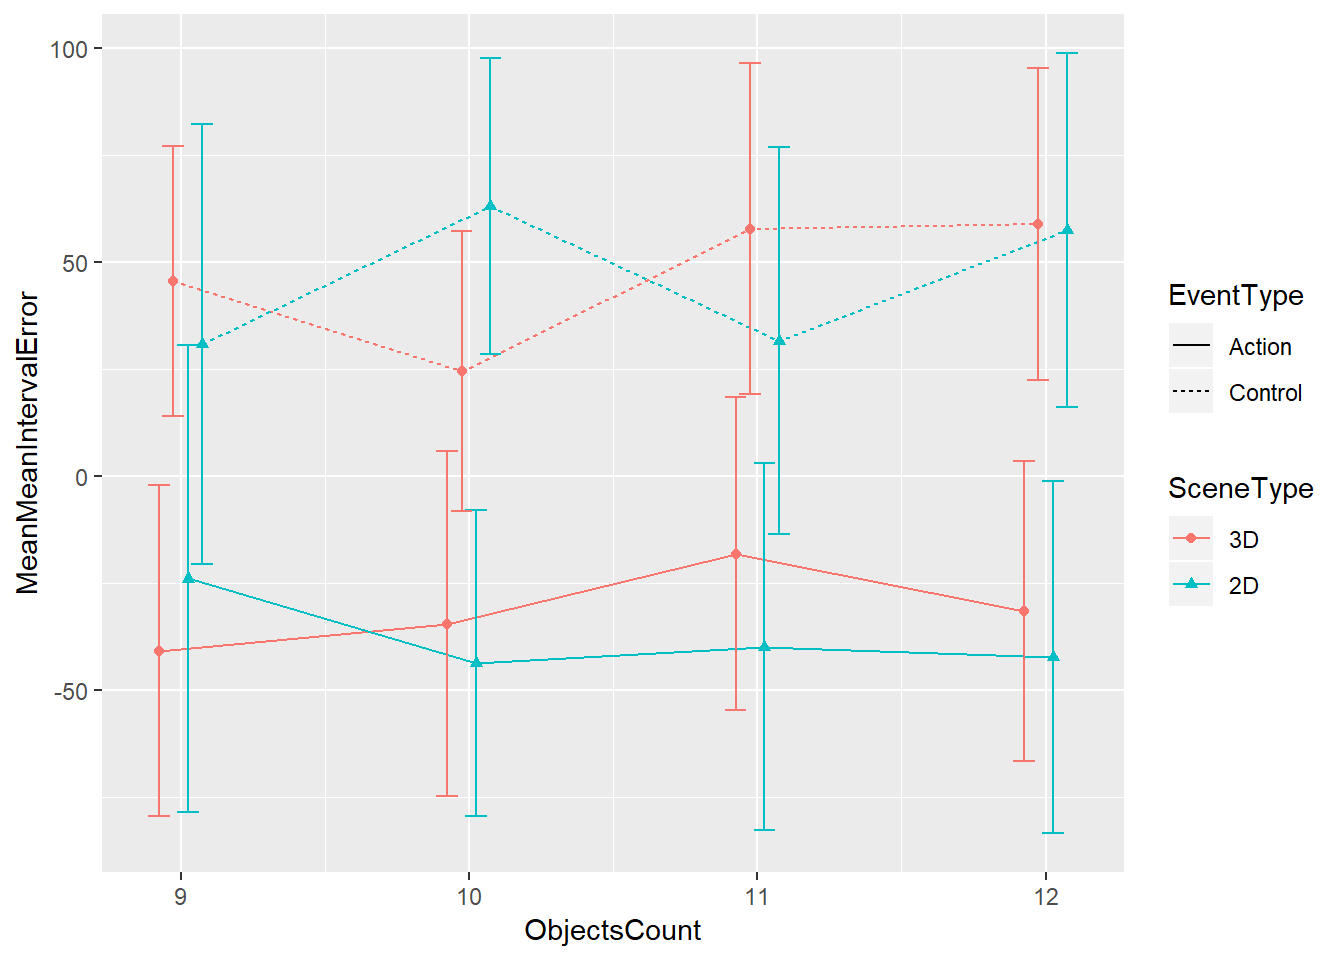 MeanMeanIntervalError
100
50
0
-50
9
10
11
12
ObjectsCount
EventType
Action
Control
SceneType
3D
2D